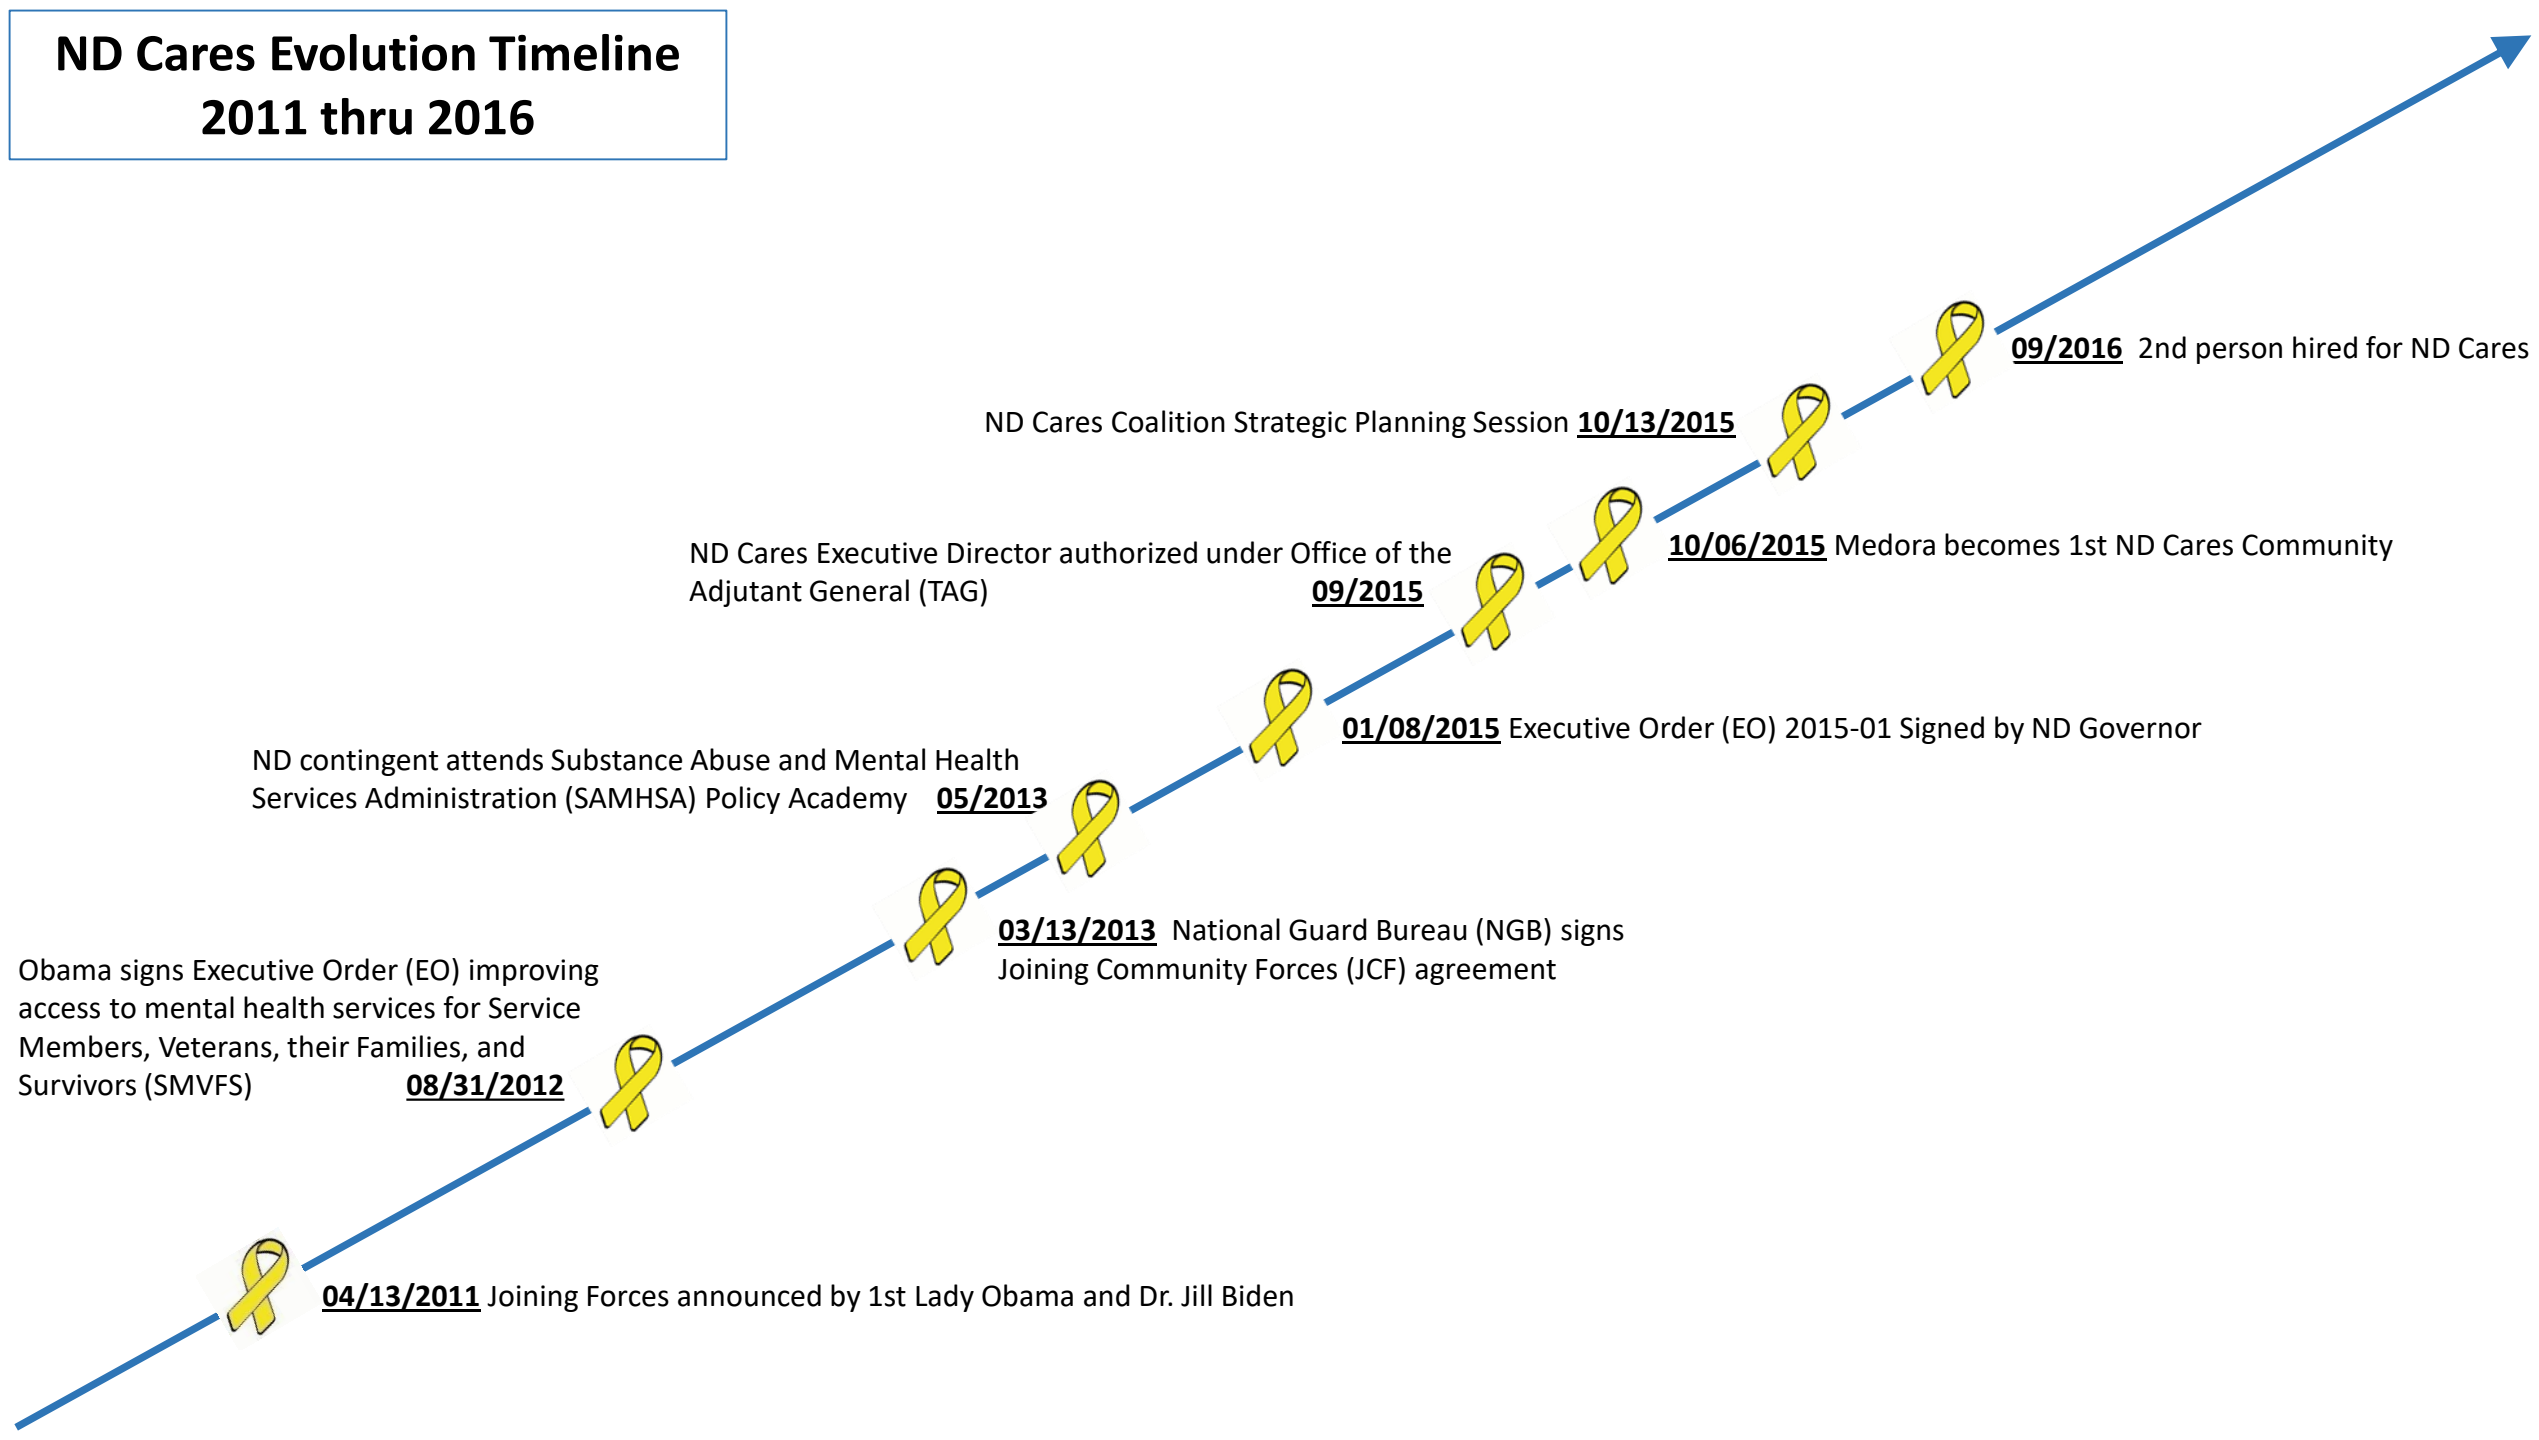 ND Cares Evolution Timeline
2011 thru 2016
09/2016 2nd person hired for ND Cares
ND Cares Coalition Strategic Planning Session 10/13/2015
10/06/2015 Medora becomes 1st ND Cares Community
ND Cares Executive Director authorized under Office of the
Adjutant General (TAG) 09/2015
01/08/2015 Executive Order (EO) 2015-01 Signed by ND Governor
ND contingent attends Substance Abuse and Mental Health
Services Administration (SAMHSA) Policy Academy 05/2013
03/13/2013 National Guard Bureau (NGB) signs
Joining Community Forces (JCF) agreement
Obama signs Executive Order (EO) improving
access to mental health services for Service
Members, Veterans, their Families, and
Survivors (SMVFS) 08/31/2012
04/13/2011 Joining Forces announced by 1st Lady Obama and Dr. Jill Biden